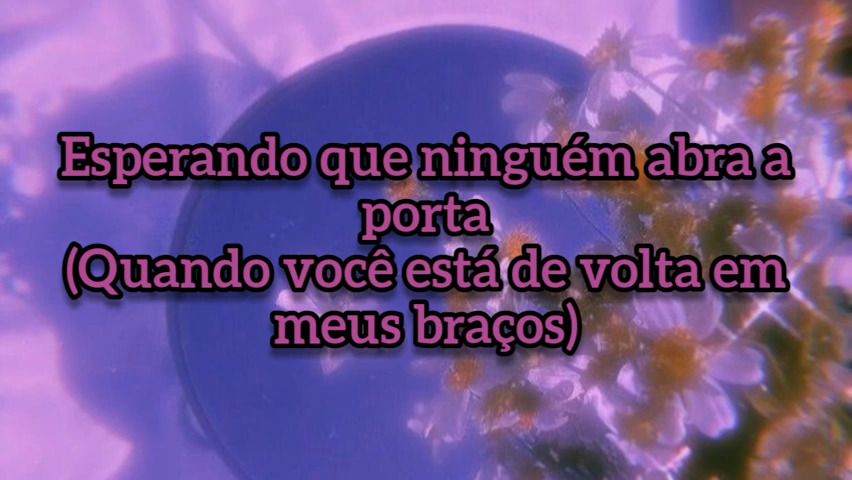 Esperando que ninguém abra a
porta
(Quando você está de volta em
meus braços)